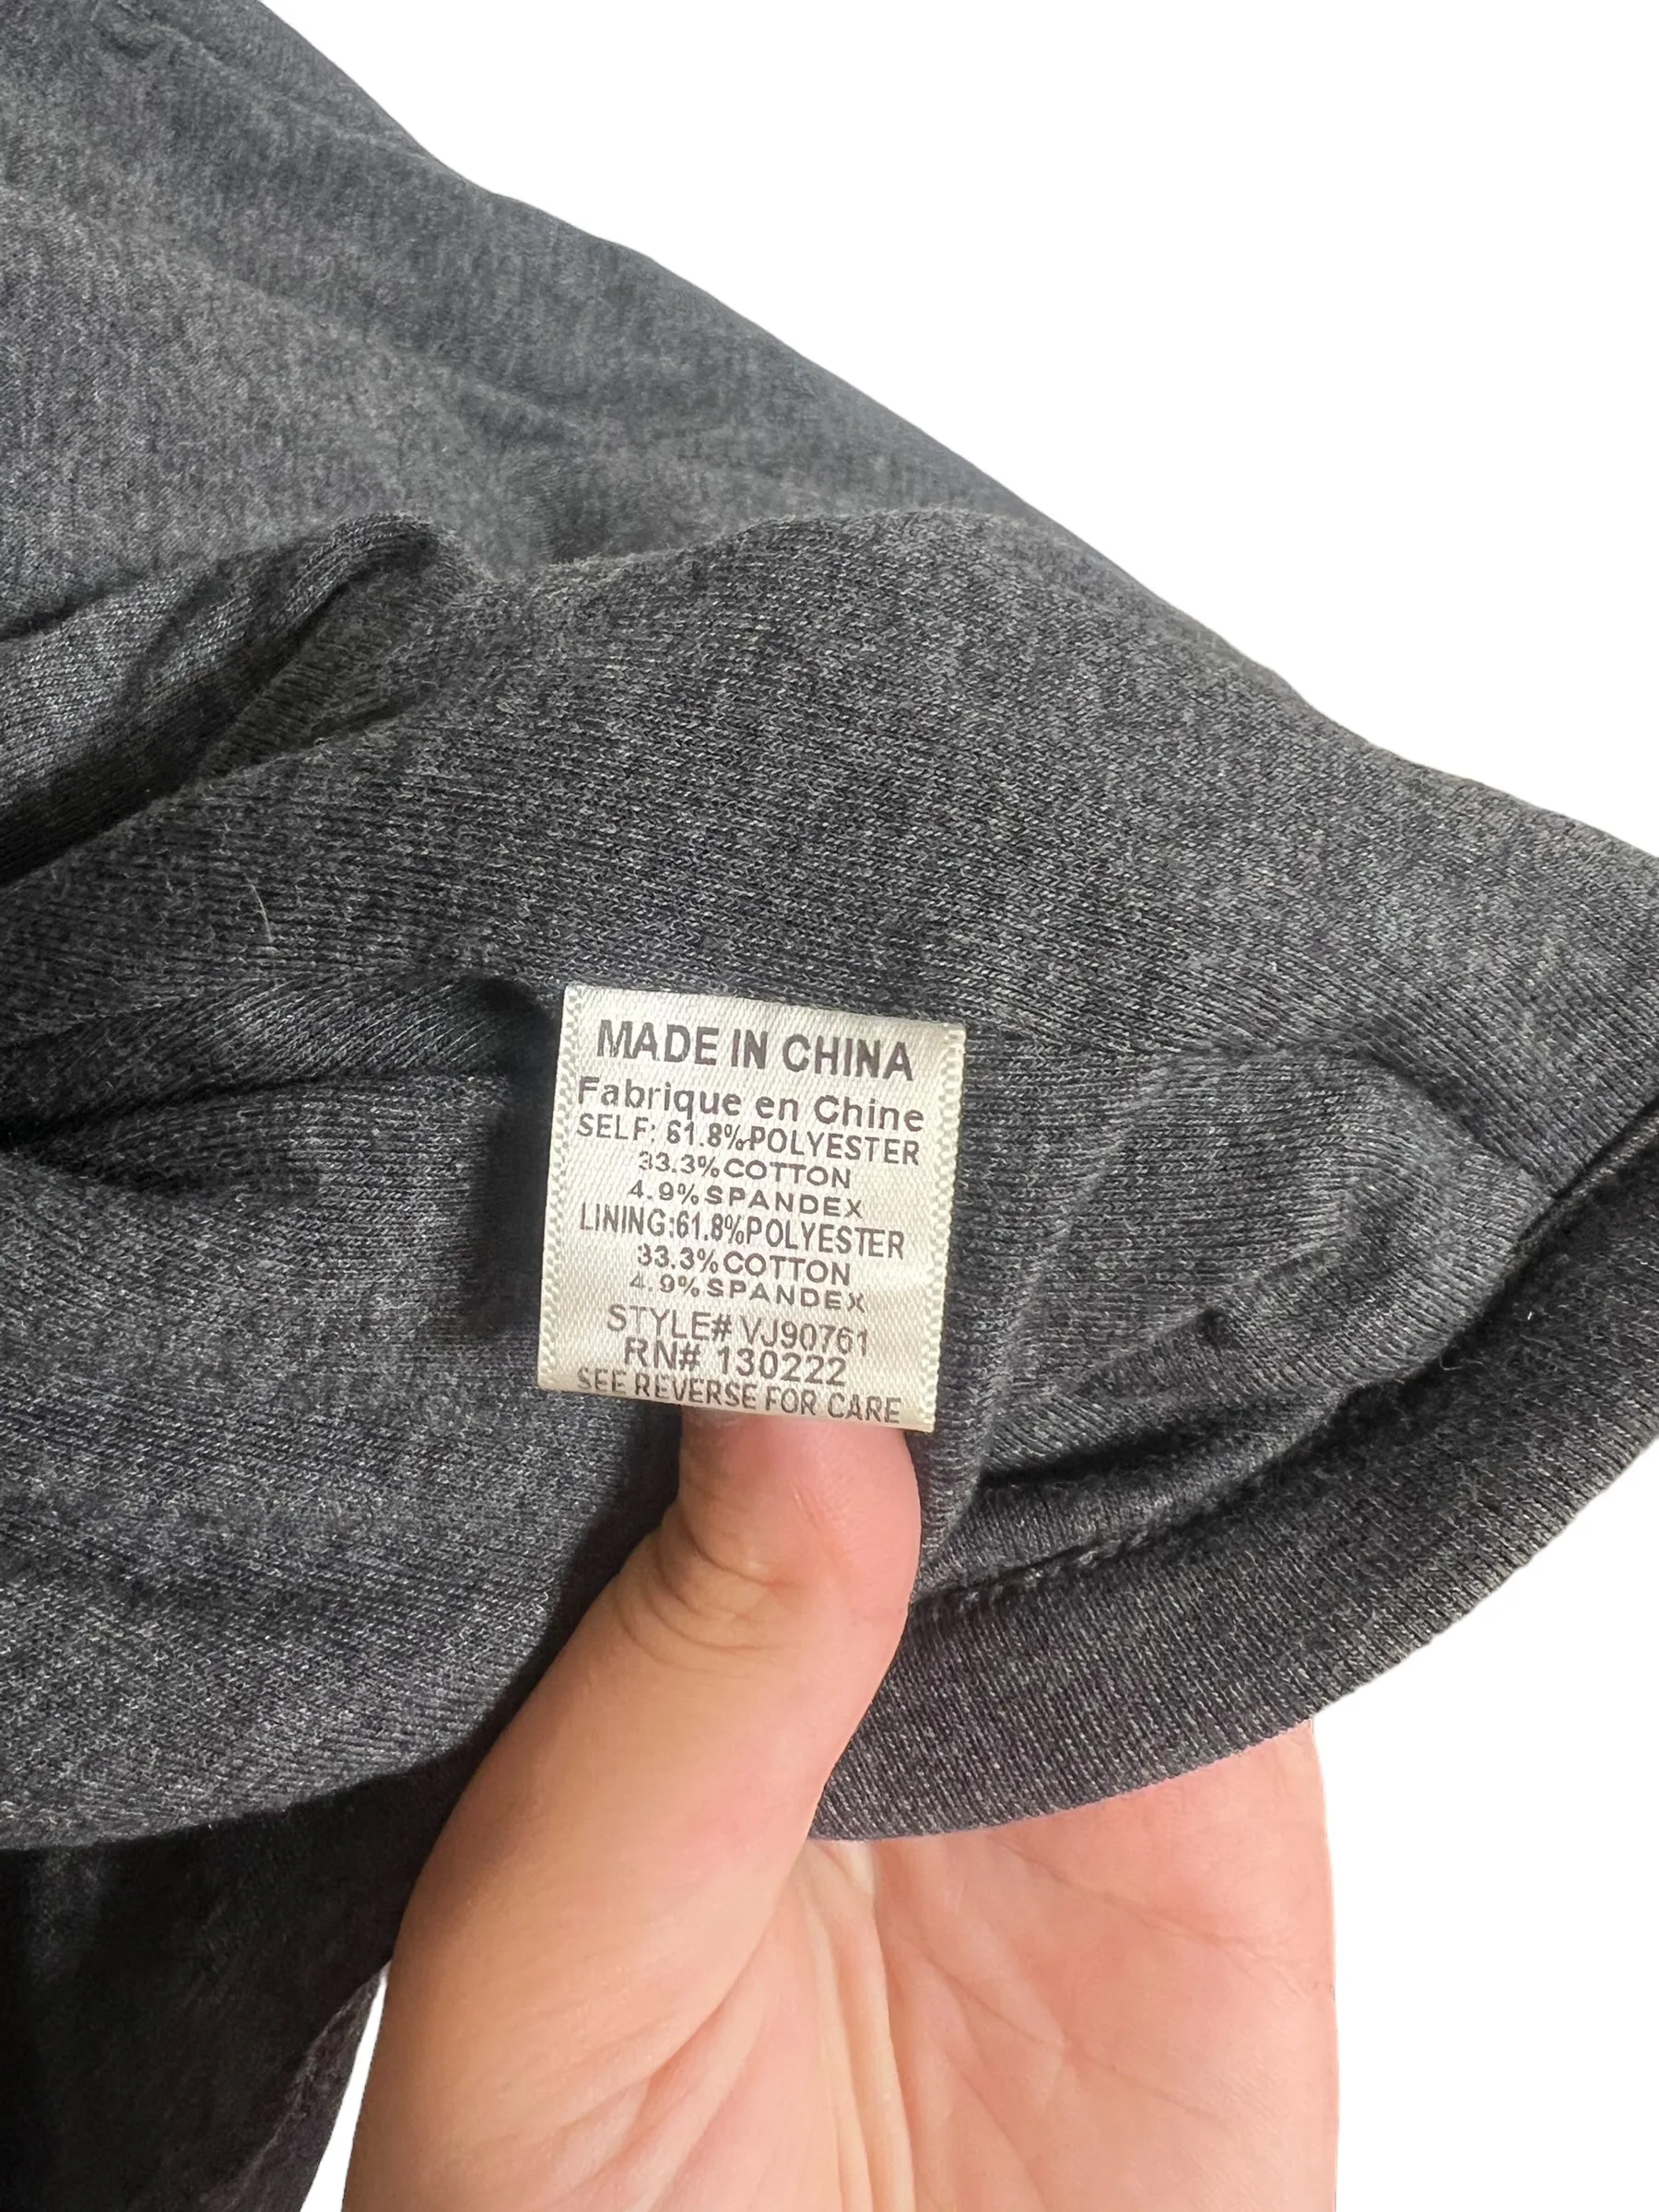 MADE IN CHINA
Fabrique en Chine
SELF: 61.8%POLYESTER
33.3%COTTON
4.9%SPANDEX
LINING:61.8%POLYESTER
33.3%COTTON
4.9%SPANDEX
STYLE# VJ90761
RN# 130222
SEE REVERSE FOR CARE